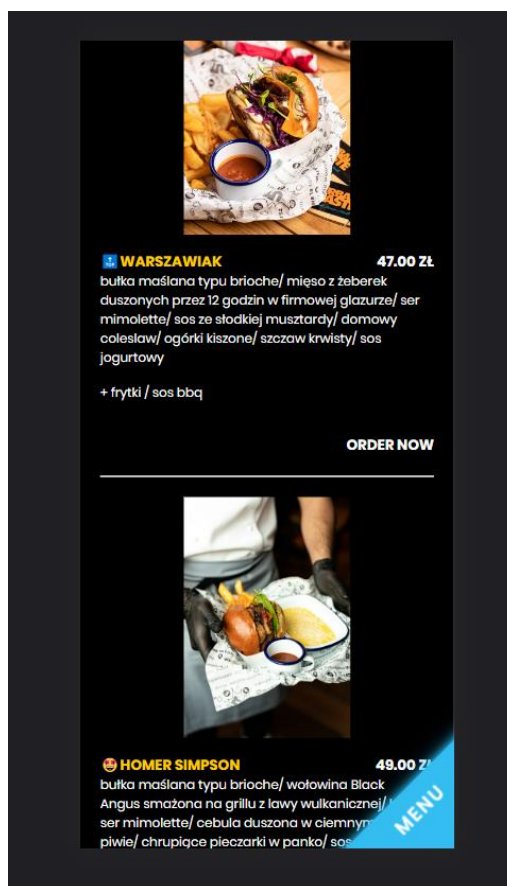 WARSZAWIAK 47.00 ZŁ
bułka maślana typu brioche/ mięso z żeberek
duszonych przez 12 godzin w firmowej glazurze/ ser
mimolette/ sos ze słodkiej musztardy/ domowy
coleslaw/ ogórki kiszone/ szczaw krwisty/ sos
jogurtowy
+ frytki / sos bbq
ORDER NOW
HOMER SIMPSON 49.00 ZŁ
bułka maślana typu brioche/ wołowina Black
Angus smażona na grillu z lawy wulkanicznej/
ser mimolette/ cebula duszona w ciemnym
piwie/ chrupiące pieczarki w panko/ sos
MENU